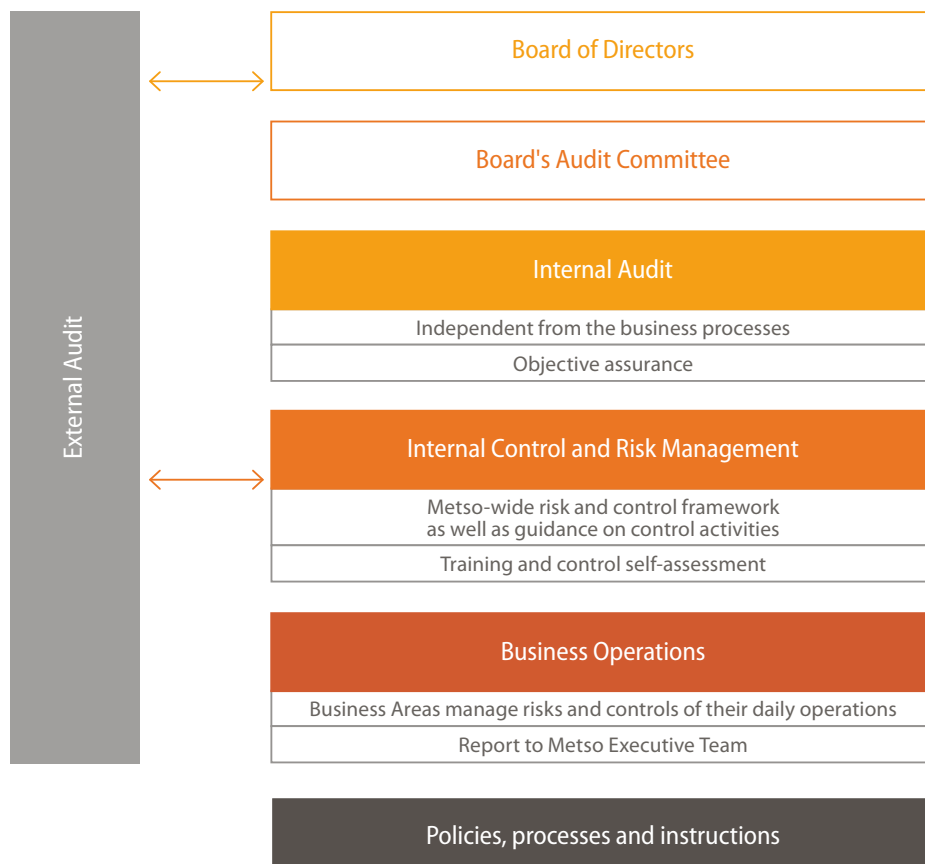 External Audit
Board of Directors
Board's Audit Committee
Internal Audit
Independent from the business processes
Objective assurance
Internal Control and Risk Management
Metso-wide risk and control framework
as well as guidance on control activities
Training and control self-assessment
Business Operations
Business Areas manage risks and controls of their daily operations
Report to Metso Executive Team
Policies, processes and instructions